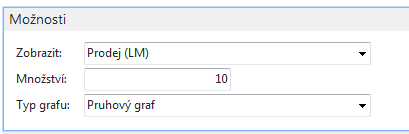 Možnosti
Zobrazit: Prodej (LM)
Množství: 10
Typ grafu: Pruhový graf